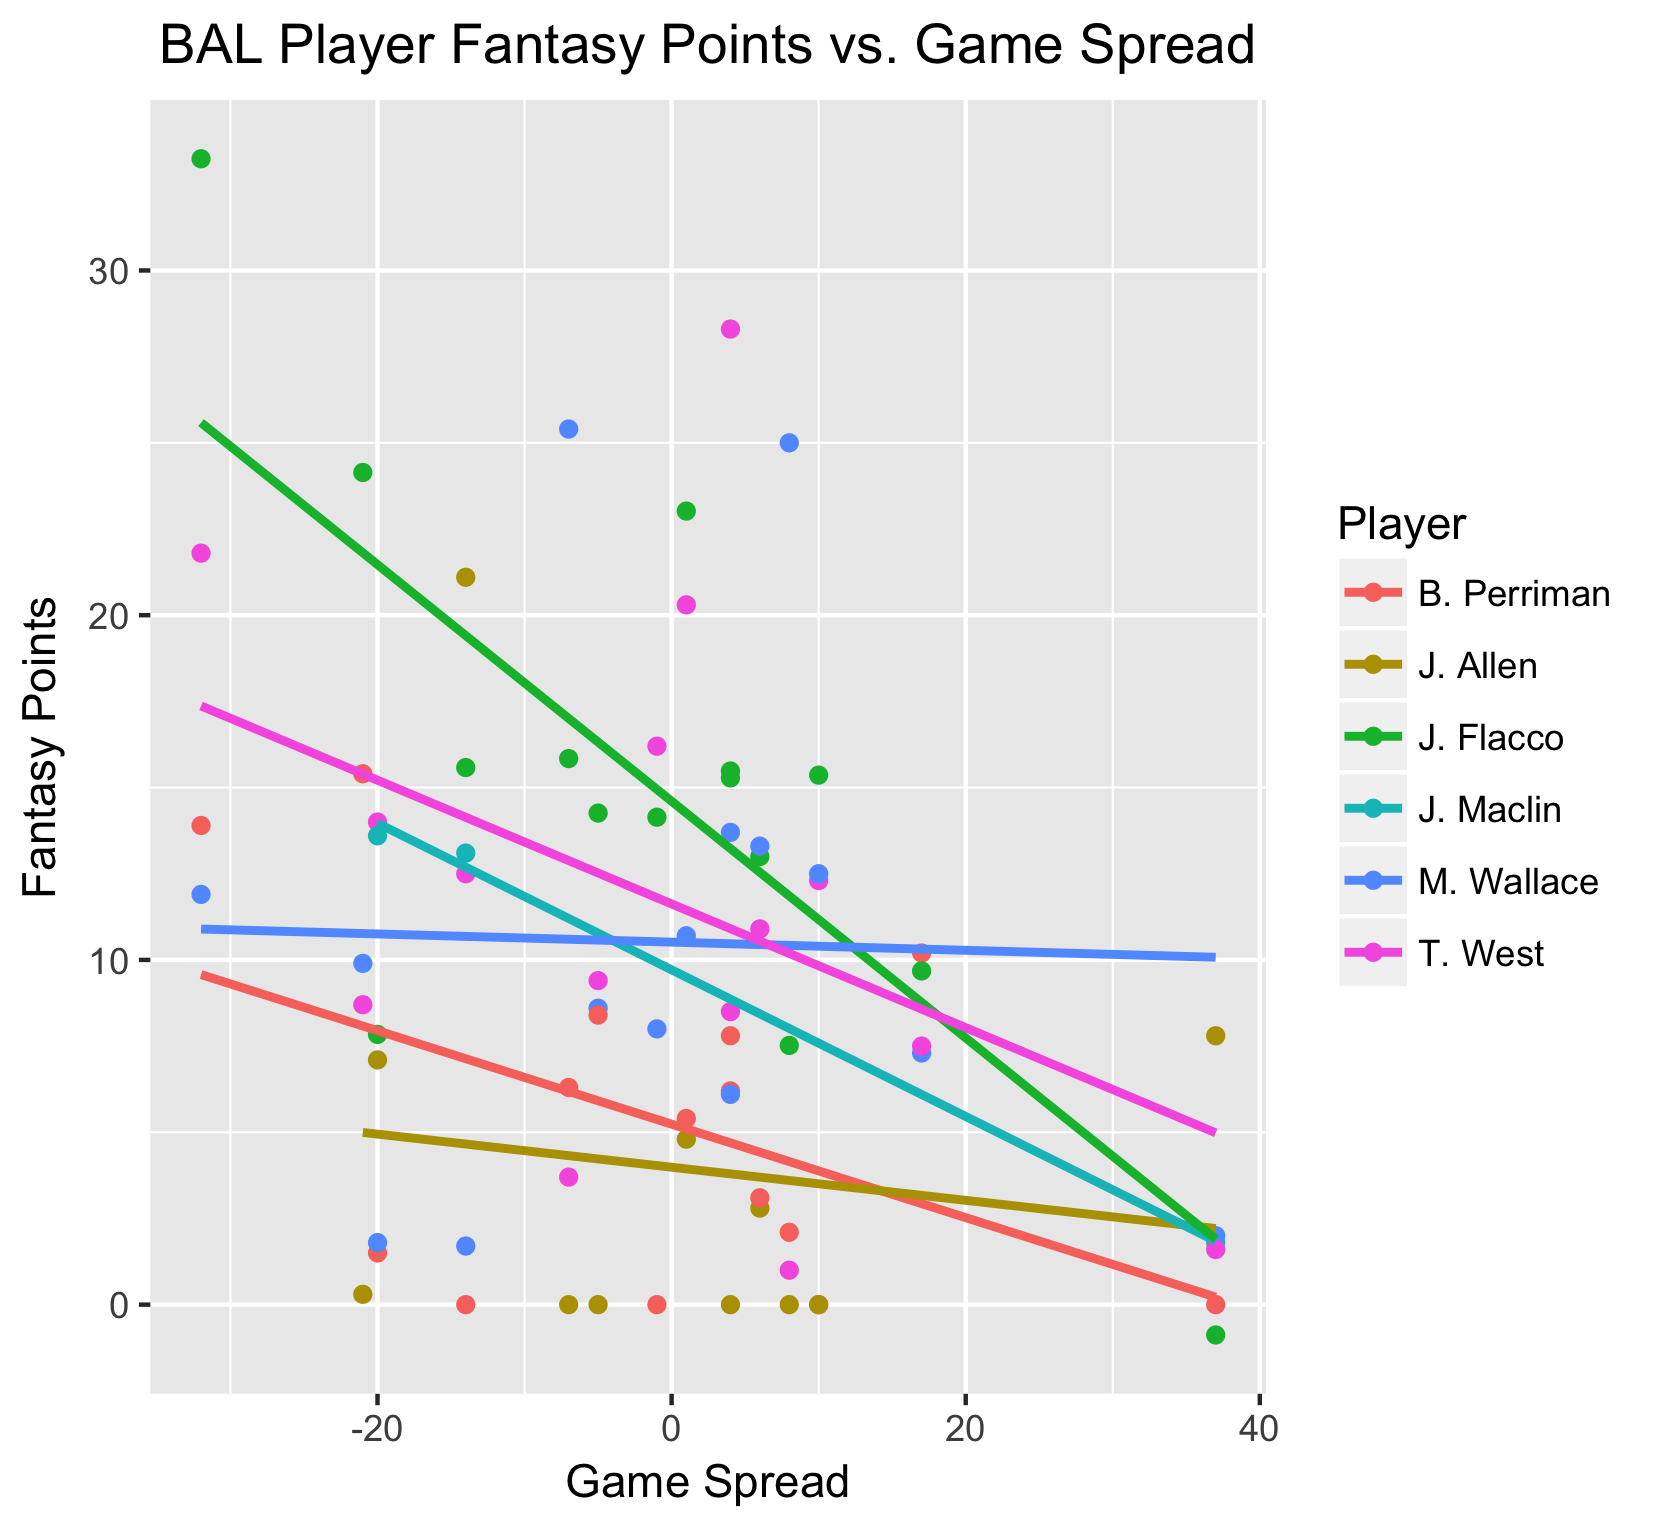 BAL Player Fantasy Points vs. Game Spread
Fantasy Points
30
20
10
0
-20
0
20
40
Game Spread
Player
B. Perriman
J. Allen
J. Flacco
J. Maclin
M. Wallace
T. West